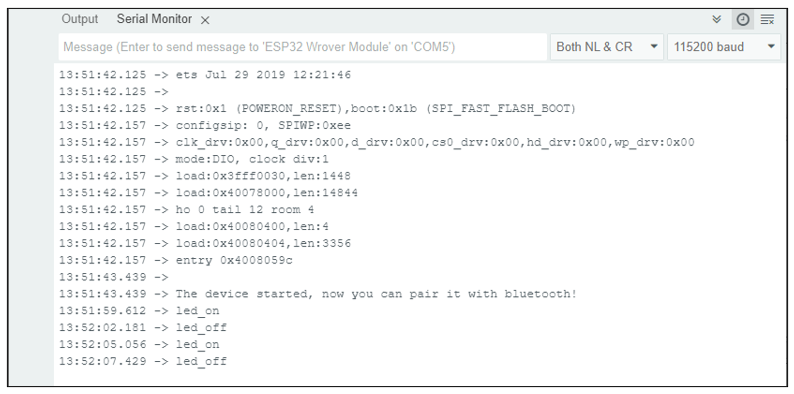 Output Serial Monitor
Message (Enter to send message to 'ESP32 Wrover Module' on 'COM5') Both NL & CR 115200 baud
13:51:42.125 -> ets Jul 29 2019 12:21:46
13:51:42.125 ->
13:51:42.125 -> rst:0x1 (POWERON_RESET),boot:0x1b (SPI_FAST_FLASH_BOOT)
13:51:42.157 -> configsip: 0, SPIWP:0xee
13:51:42.157 -> clk_drv:0x00,q_drv:0x00,d_drv:0x00,cs0_drv:0x00,hd_drv:0x00,wp_drv:0x00
13:51:42.157 -> mode:DIO, clock div:1
13:51:42.157 -> load:0x3fff0030,len:1448
13:51:42.157 -> load:0x40078000,len:14844
13:51:42.157 -> ho 0 tail 12 room 4
13:51:42.157 -> load:0x40080400,len:4
13:51:42.157 -> load:0x40080404,len:3356
13:51:42.157 -> entry 0x4008059c
13:51:43.439 ->
13:51:43.439 -> The device started, now you can pair it with bluetooth!
13:51:59.612 -> led_on
13:52:02.181 -> led_off
13:52:05.056 -> led_on
13:52:07.429 -> led_off